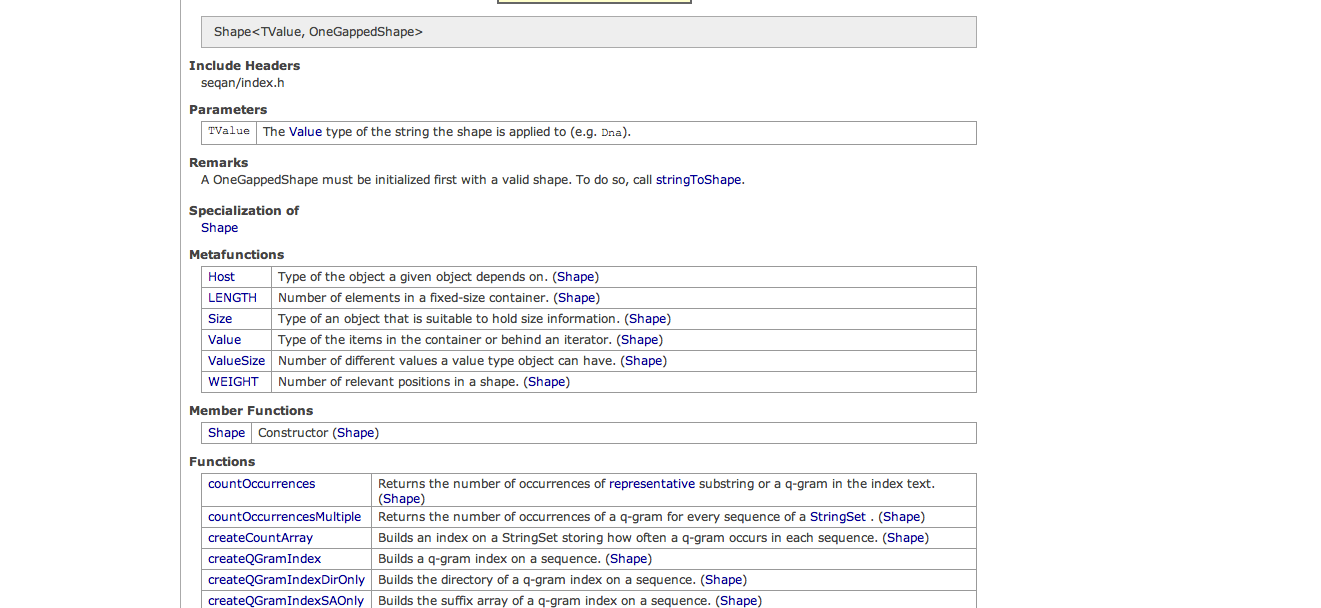 Shape<TValue, OneGappedShape>
Include Headers
seqan/index.h
Parameters
TValue The Value type of the string the shape is applied to (e.g. Dna).
Remarks
A OneGappedShape must be initialized first with a valid shape. To do so, call stringToShape.
Specialization of
Shape
Metafunctions
Host Type of the object a given object depends on. (Shape)
LENGTH Number of elements in a fixed-size container. (Shape)
Size Type of an object that is suitable to hold size information. (Shape)
Value Type of the items in the container or behind an iterator. (Shape)
ValueSize Number of different values a value type object can have. (Shape)
WEIGHT Number of relevant positions in a shape. (Shape)
Member Functions
Shape Constructor (Shape)
Functions
countOccurrences Returns the number of occurrences of representative substring or a q-gram in the index text.
(Shape)
countOccurrencesMultiple Returns the number of occurrences of a q-gram for every sequence of a StringSet . (Shape)
createCountArray Builds an index on a StringSet storing how often a q-gram occurs in each sequence. (Shape)
createQGramIndex Builds a q-gram index on a sequence. (Shape)
createQGramIndexDirOnly Builds the directory of a q-gram index on a sequence. (Shape)
createQGramIndexSAOnly Builds the suffix array of a q-gram index on a sequence. (Shape)